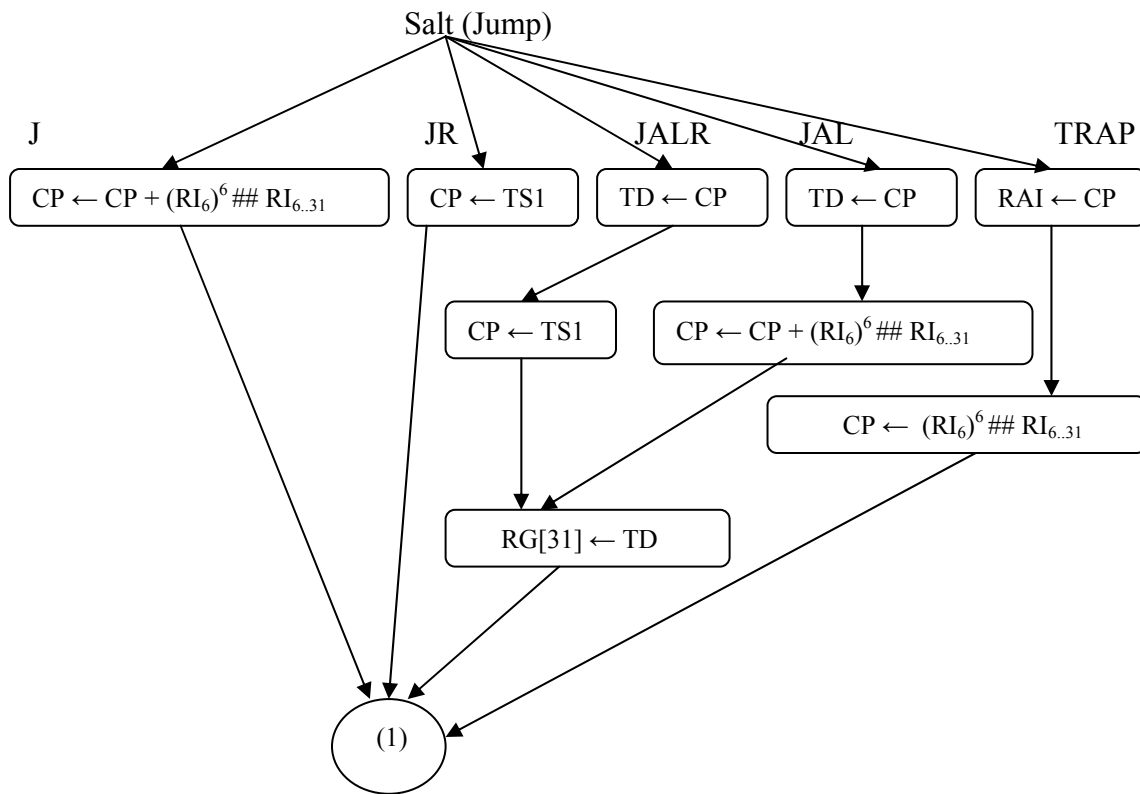 Salt (Jump)
J
JR
JALR
JAL
TRAP
CP ← CP + (RI₆)⁶ ## RI₆..₃₁
CP ← TS1
TD ← CP
TD ← CP
RAI ← CP
CP ← TS1
CP ← CP + (RI₆)⁶ ## RI₆..₃₁
CP ← (RI₆)⁶ ## RI₆..₃₁
RG[31] ← TD
(1)